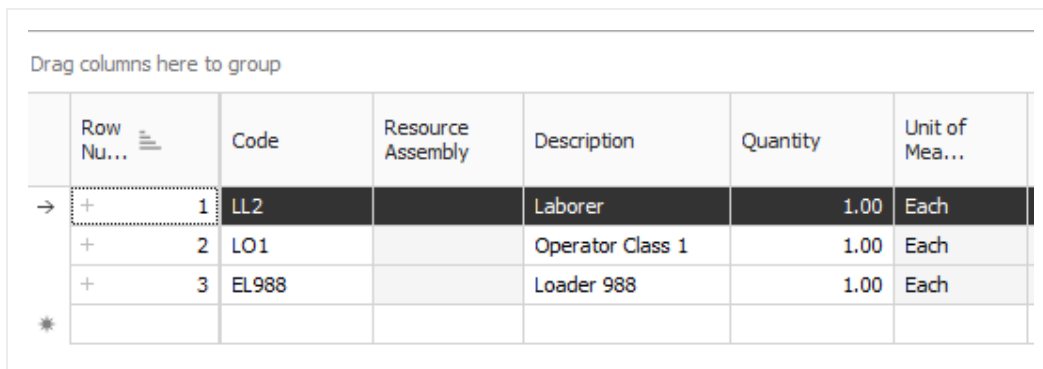 Drag columns here to group
Row Nu... Code Resource Assembly Description Quantity Unit of Mea...
1 LL2 Laborer 1.00 Each
2 LO1 Operator Class 1 1.00 Each
3 EL988 Loader 988 1.00 Each